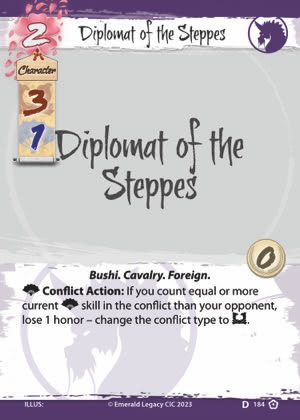 2
Diplomat of the Steppes
Character
3
1
Diplomat of the
Steppes
0
Bushi. Cavalry. Foreign.
Conflict Action: If you count equal or more
current skill in the conflict than your opponent,
lose 1 honor – change the conflict type to .
ILLUS:
© Emerald Legacy CIC 2023
D 184